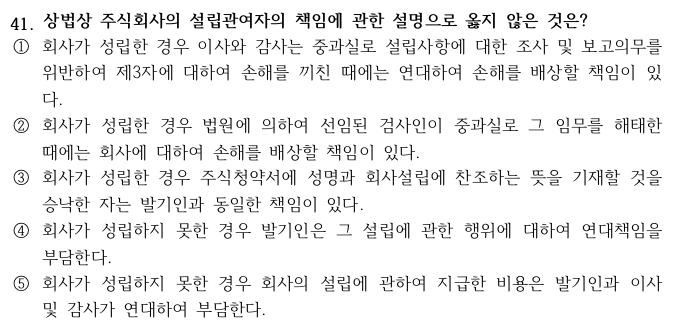 41. 상법상 주식회사의 설립관여자의 책임에 관한 설명으로 옳지 않은 것은?
① 회사가 성립한 경우 이사와 감사는 중과실로 설립사항에 대한 조사 및 보고의무를
위반하여 제3자에 대하여 손해를 끼친 때에는 연대하여 손해를 배상할 책임이 있
다.
② 회사가 성립한 경우 법원에 의하여 선임된 검사인이 중과실로 그 임무를 해태한
때에는 회사에 대하여 손해를 배상할 책임이 있다.
③ 회사가 성립한 경우 주식청약서에 성명과 회사설립에 찬조하는 뜻을 기재할 것을
승낙한 자는 발기인과 동일한 책임이 있다.
④ 회사가 성립하지 못한 경우 발기인은 그 설립에 관한 행위에 대하여 연대책임을
부담한다.
⑤ 회사가 성립하지 못한 경우 회사의 설립에 관하여 지급한 비용은 발기인과 이사
및 감사가 연대하여 부담한다.